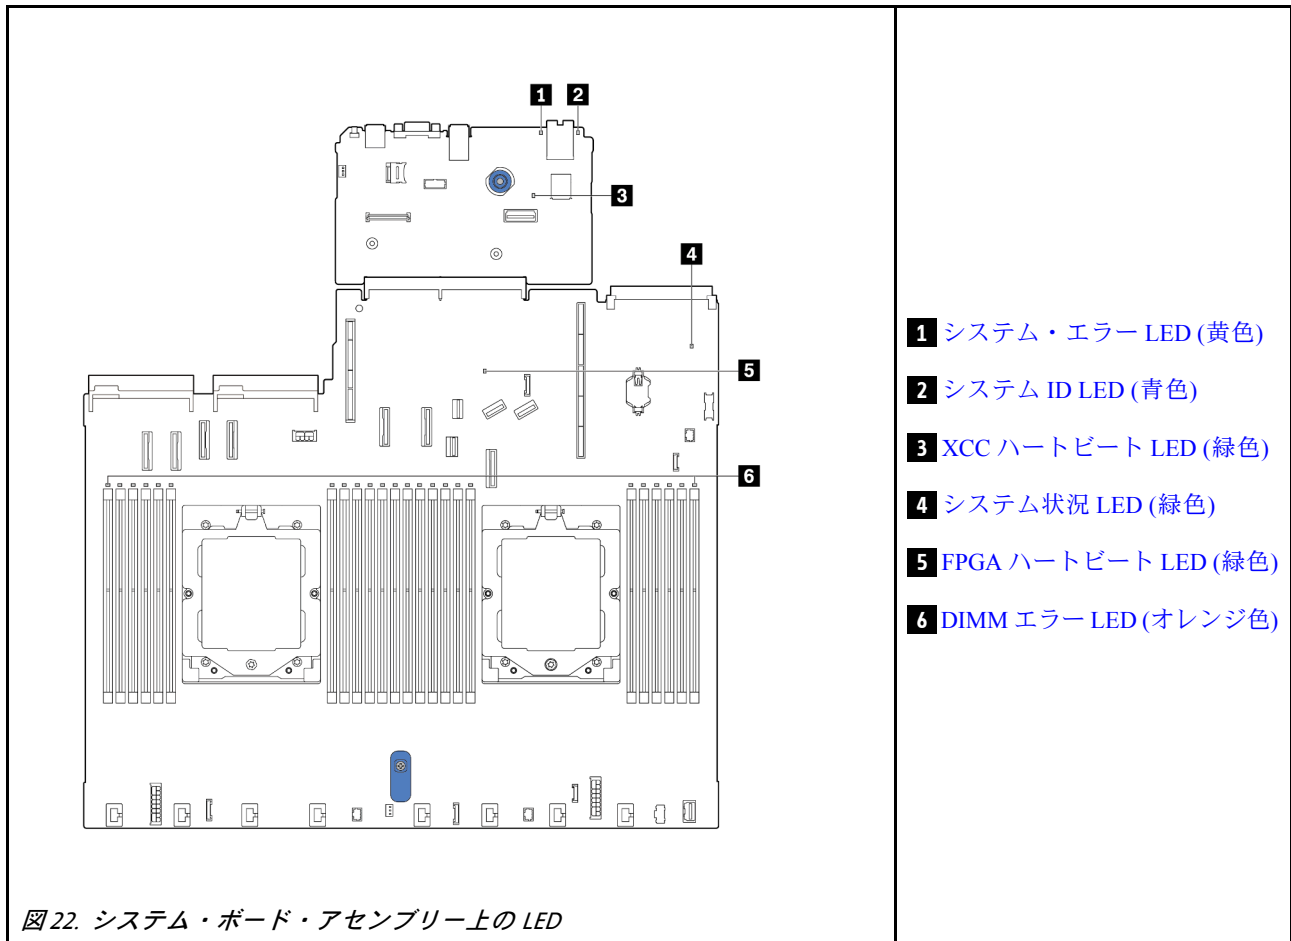 1 2
3
4
5
6
1 システム・エラー LED (黄色)
2 システム ID LED (青色)
3 XCC ハートビート LED (緑色)
4 システム状況 LED (緑色)
5 FPGA ハートビート LED (緑色)
6 DIMM エラー LED (オレンジ色)
図 22. システム・ボード・アセンブリー上の LED